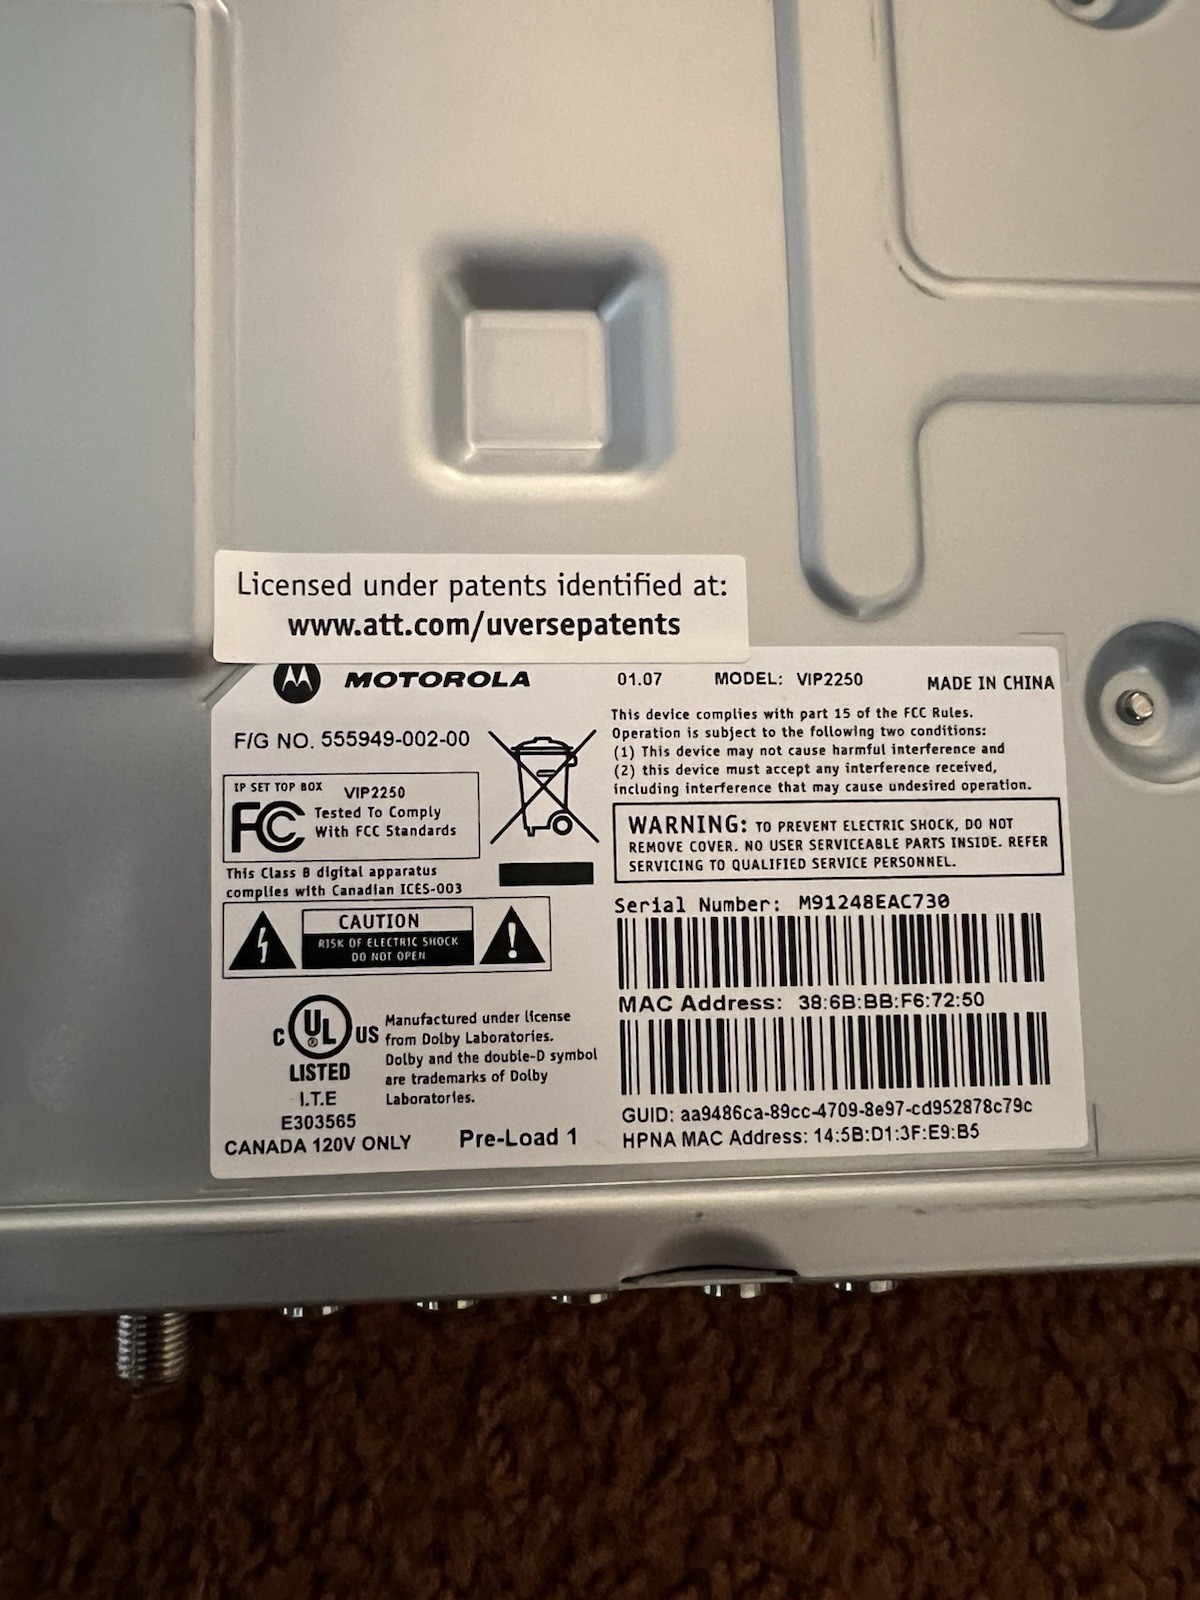 Licensed under patents identified at:
www.att.com/uversepatents
MOTOROLA
01.07 MODEL: VIP2250 MADE IN CHINA
F/G NO. 555949-002-00
IP SET TOP BOX VIP2250
FC Tested To Comply
With FCC Standards
This Class B digital apparatus
complies with Canadian ICES-003
CAUTION
RISK OF ELECTRIC SHOCK
DO NOT OPEN
C UL® US
LISTED
I.T.E
E303565
CANADA 120V ONLY
Manufactured under license
from Dolby Laboratories.
Dolby and the double-D symbol
are trademarks of Dolby
Laboratories.
Pre-Load 1
This device complies with part 15 of the FCC Rules.
Operation is subject to the following two conditions:
(1) This device may not cause harmful interference and
(2) this device must accept any interference received,
including interference that may cause undesired operation.
WARNING: TO PREVENT ELECTRIC SHOCK, DO NOT
REMOVE COVER. NO USER SERVICEABLE PARTS INSIDE. REFER
SERVICING TO QUALIFIED SERVICE PERSONNEL.
Serial Number: M91248EAC730
MAC Address: 38:6B:BB:F6:72:50
GUID: aa9486ca-89cc-4709-8e97-cd952878c79c
HPNA MAC Address: 14:5B:D1:3F:E9:B5